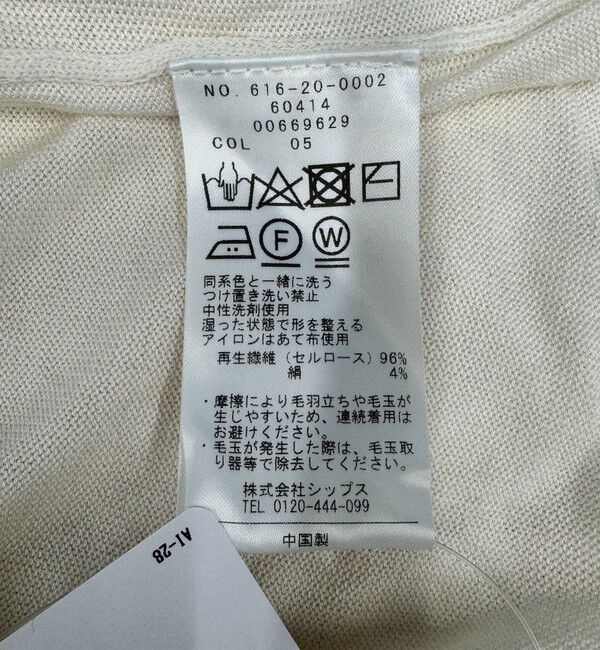 NO. 616-20-0002
60414
00669629
COL 05
F W
同系色と一緒に洗う
つけ置き洗い禁止
中性洗剤使用
湿った状態で形を整える
アイロンはあて布使用
再生繊維（セルロース）96%
絹 4%
・摩擦により毛羽立ちや毛玉が
生じやすいため、連続着用は
お避けください。
・毛玉が発生した際は、毛玉取
り器等で除去してください。
株式会社シップス
TEL 0120-444-099
中国製
AI-28